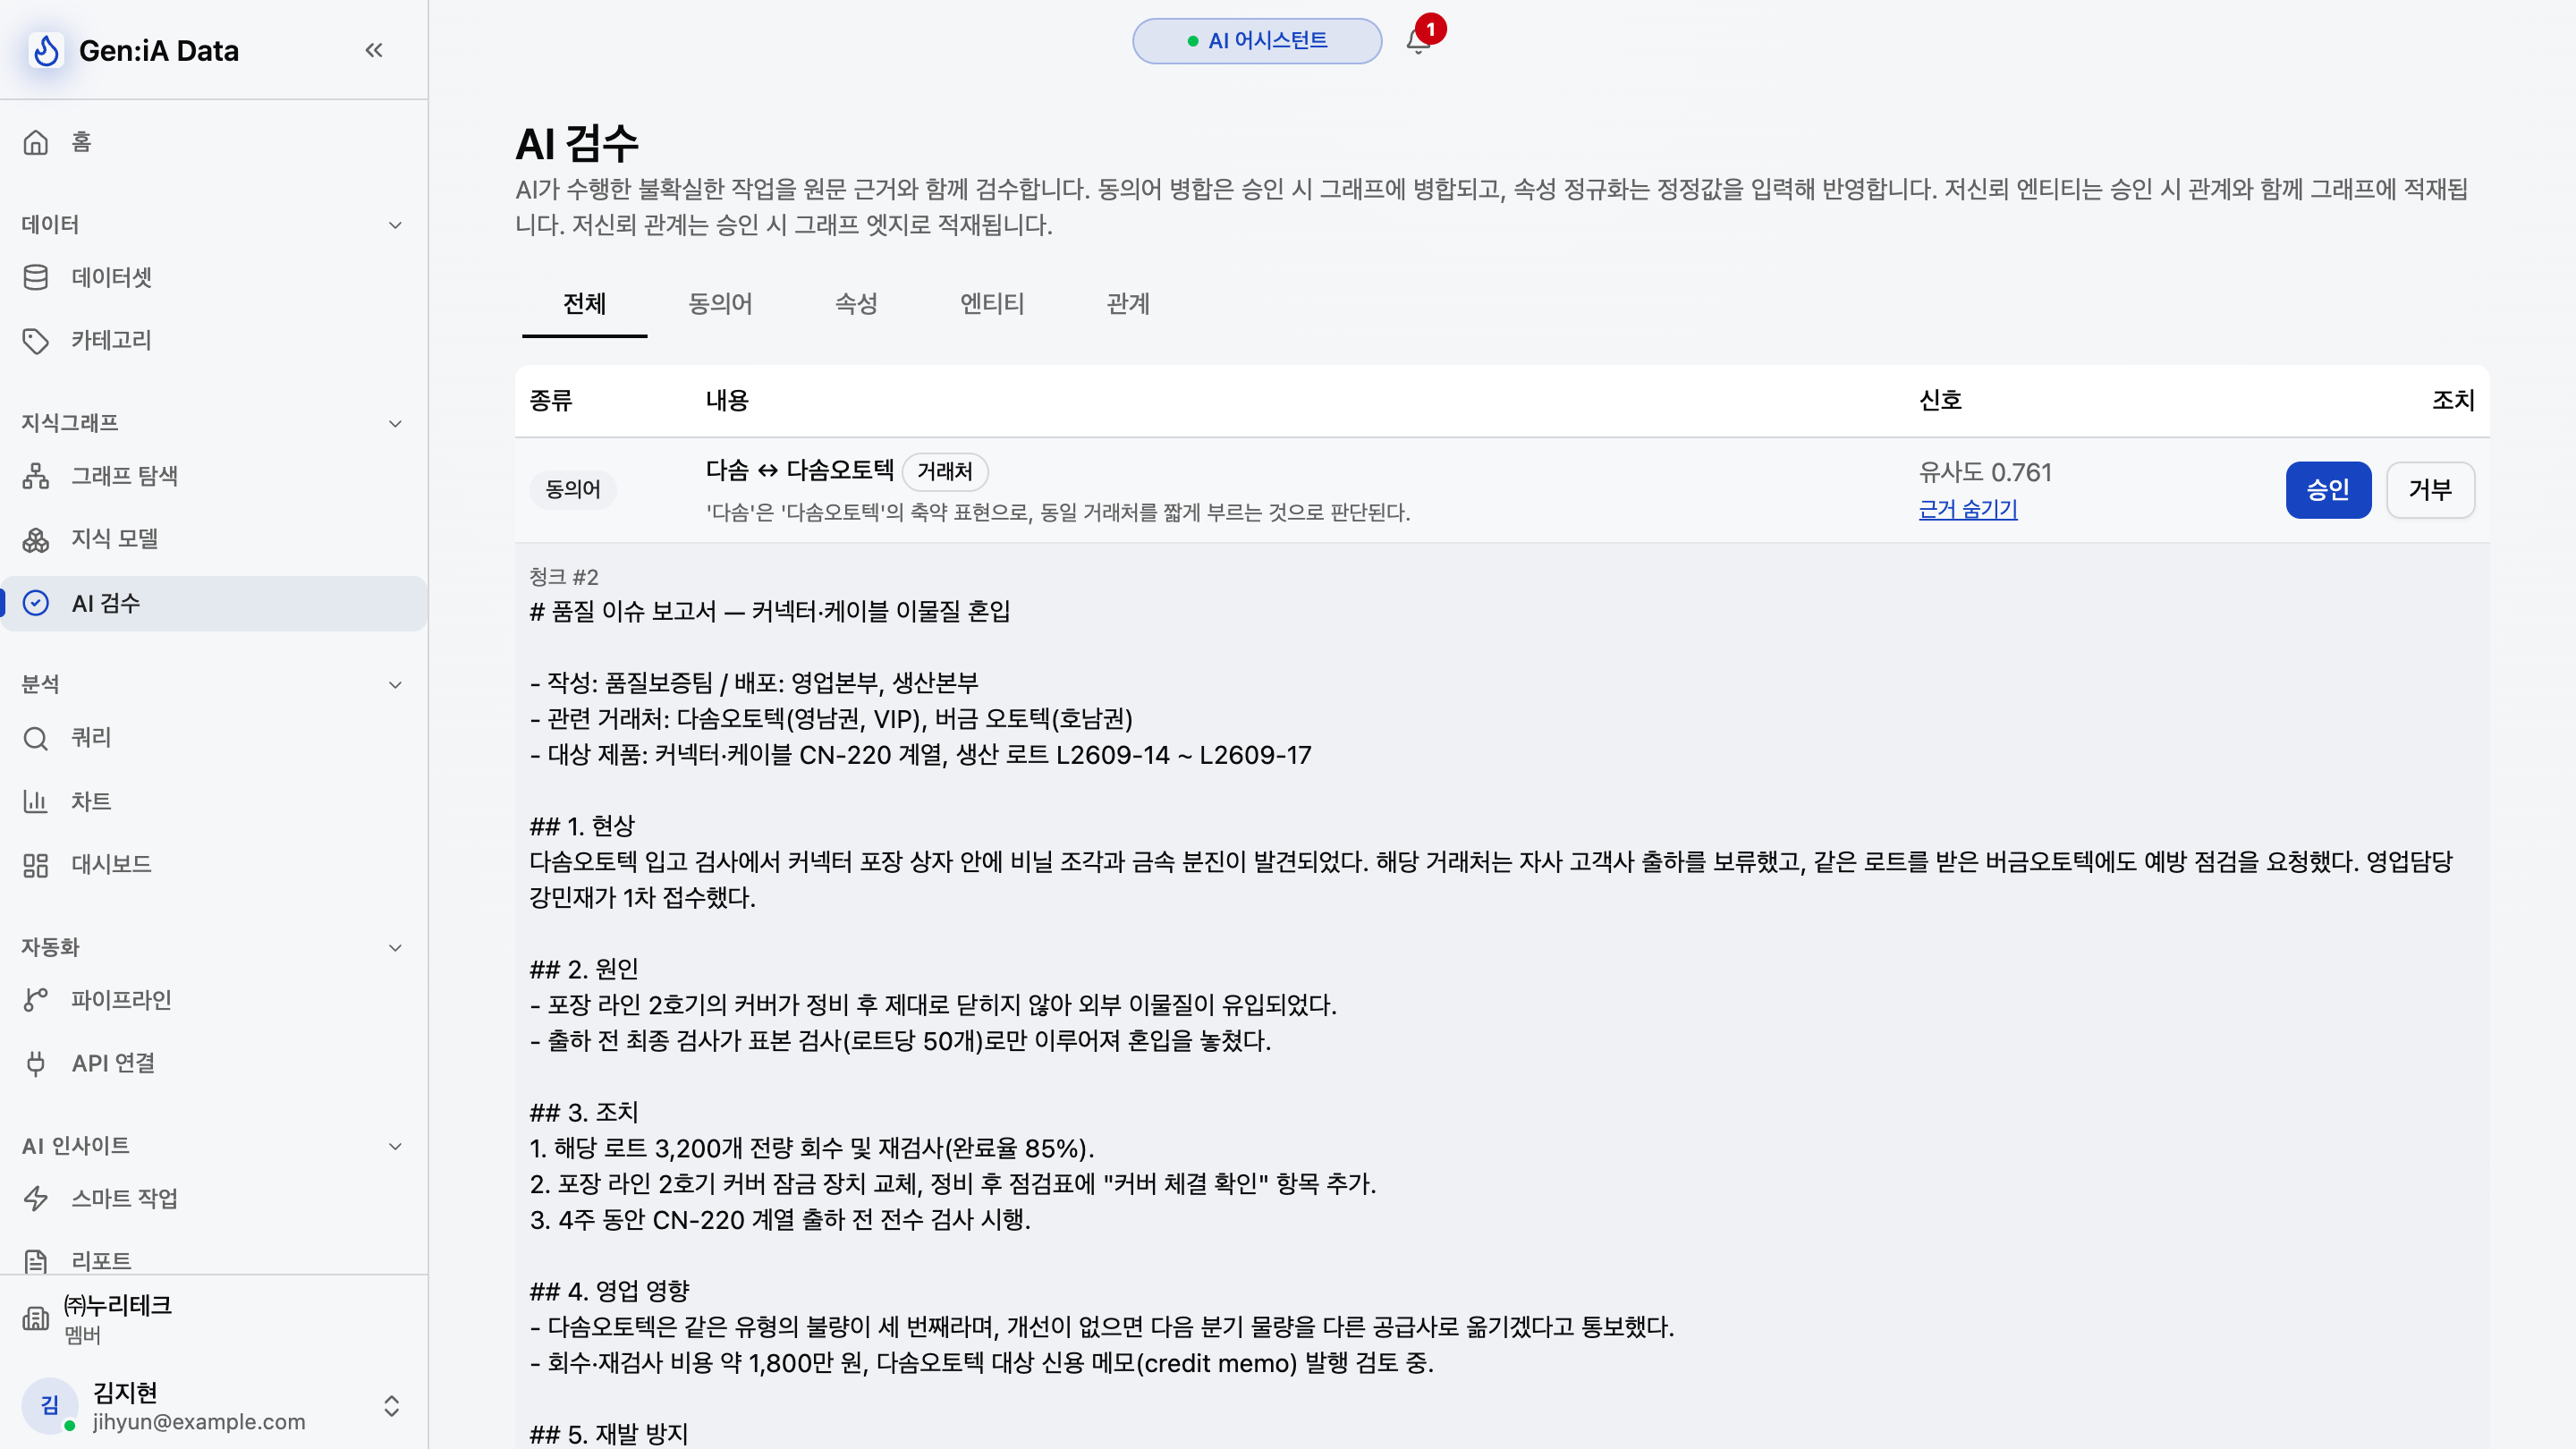 Gen:iA Data
홈
데이터
데이터셋
카테고리
지식그래프
그래프 탐색
지식 모델
AI 검수
분석
쿼리
차트
대시보드
자동화
파이프라인
API 연결
AI 인사이트
스마트 작업
리포트
㈜누리테크
멤버
김
김지현
jihyun@example.com
AI 어시스턴트
1
AI 검수
AI가 수행한 불확실한 작업을 원문 근거와 함께 검수합니다. 동의어 병합은 승인 시 그래프에 병합되고, 속성 정규화는 정정값을 입력해 반영합니다. 저신뢰 엔티티는 승인 시 관계와 함께 그래프에 적재됩
니다. 저신뢰 관계는 승인 시 그래프 엣지로 적재됩니다.
전체 동의어 속성 엔티티 관계
종류 내용 신호 조치
동의어
다솜 ↔ 다솜오토텍 거래처
'다솜'은 '다솜오토텍'의 축약 표현으로, 동일 거래처를 짧게 부르는 것으로 판단된다.
유사도 0.761
근거 숨기기
승인 거부
청크 #2
# 품질 이슈 보고서 — 커넥터·케이블 이물질 혼입
- 작성: 품질보증팀 / 배포: 영업본부, 생산본부
- 관련 거래처: 다솜오토텍(영남권, VIP), 버금 오토텍(호남권)
- 대상 제품: 커넥터·케이블 CN-220 계열, 생산 로트 L2609-14 ~ L2609-17
## 1. 현상
다솜오토텍 입고 검사에서 커넥터 포장 상자 안에 비닐 조각과 금속 분진이 발견되었다. 해당 거래처는 자사 고객사 출하를 보류했고, 같은 로트를 받은 버금오토텍에도 예방 점검을 요청했다. 영업담당
강민재가 1차 접수했다.
## 2. 원인
- 포장 라인 2호기의 커버가 정비 후 제대로 닫히지 않아 외부 이물질이 유입되었다.
- 출하 전 최종 검사가 표본 검사(로트당 50개)로만 이루어져 혼입을 놓쳤다.
## 3. 조치
1. 해당 로트 3,200개 전량 회수 및 재검사(완료율 85%).
2. 포장 라인 2호기 커버 잠금 장치 교체, 정비 후 점검표에 "커버 체결 확인" 항목 추가.
3. 4주 동안 CN-220 계열 출하 전 전수 검사 시행.
## 4. 영업 영향
- 다솜오토텍은 같은 유형의 불량이 세 번째라며, 개선이 없으면 다음 분기 물량을 다른 공급사로 옮기겠다고 통보했다.
- 회수·재검사 비용 약 1,800만 원, 다솜오토텍 대상 신용 메모(credit memo) 발행 검토 중.
## 5. 재발 방지